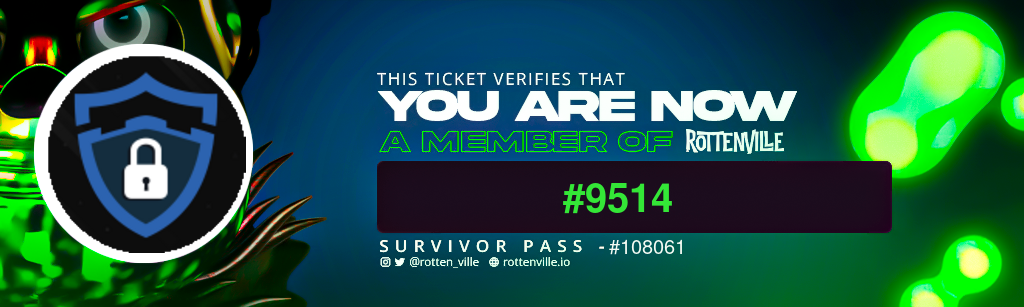 THIS TICKET VERIFIES THAT
YOU ARE NOW
A MEMBER OF ROTTENVILLE
#9514
SURVIVOR PASS - #108061
@rotten_ville rottenville.io